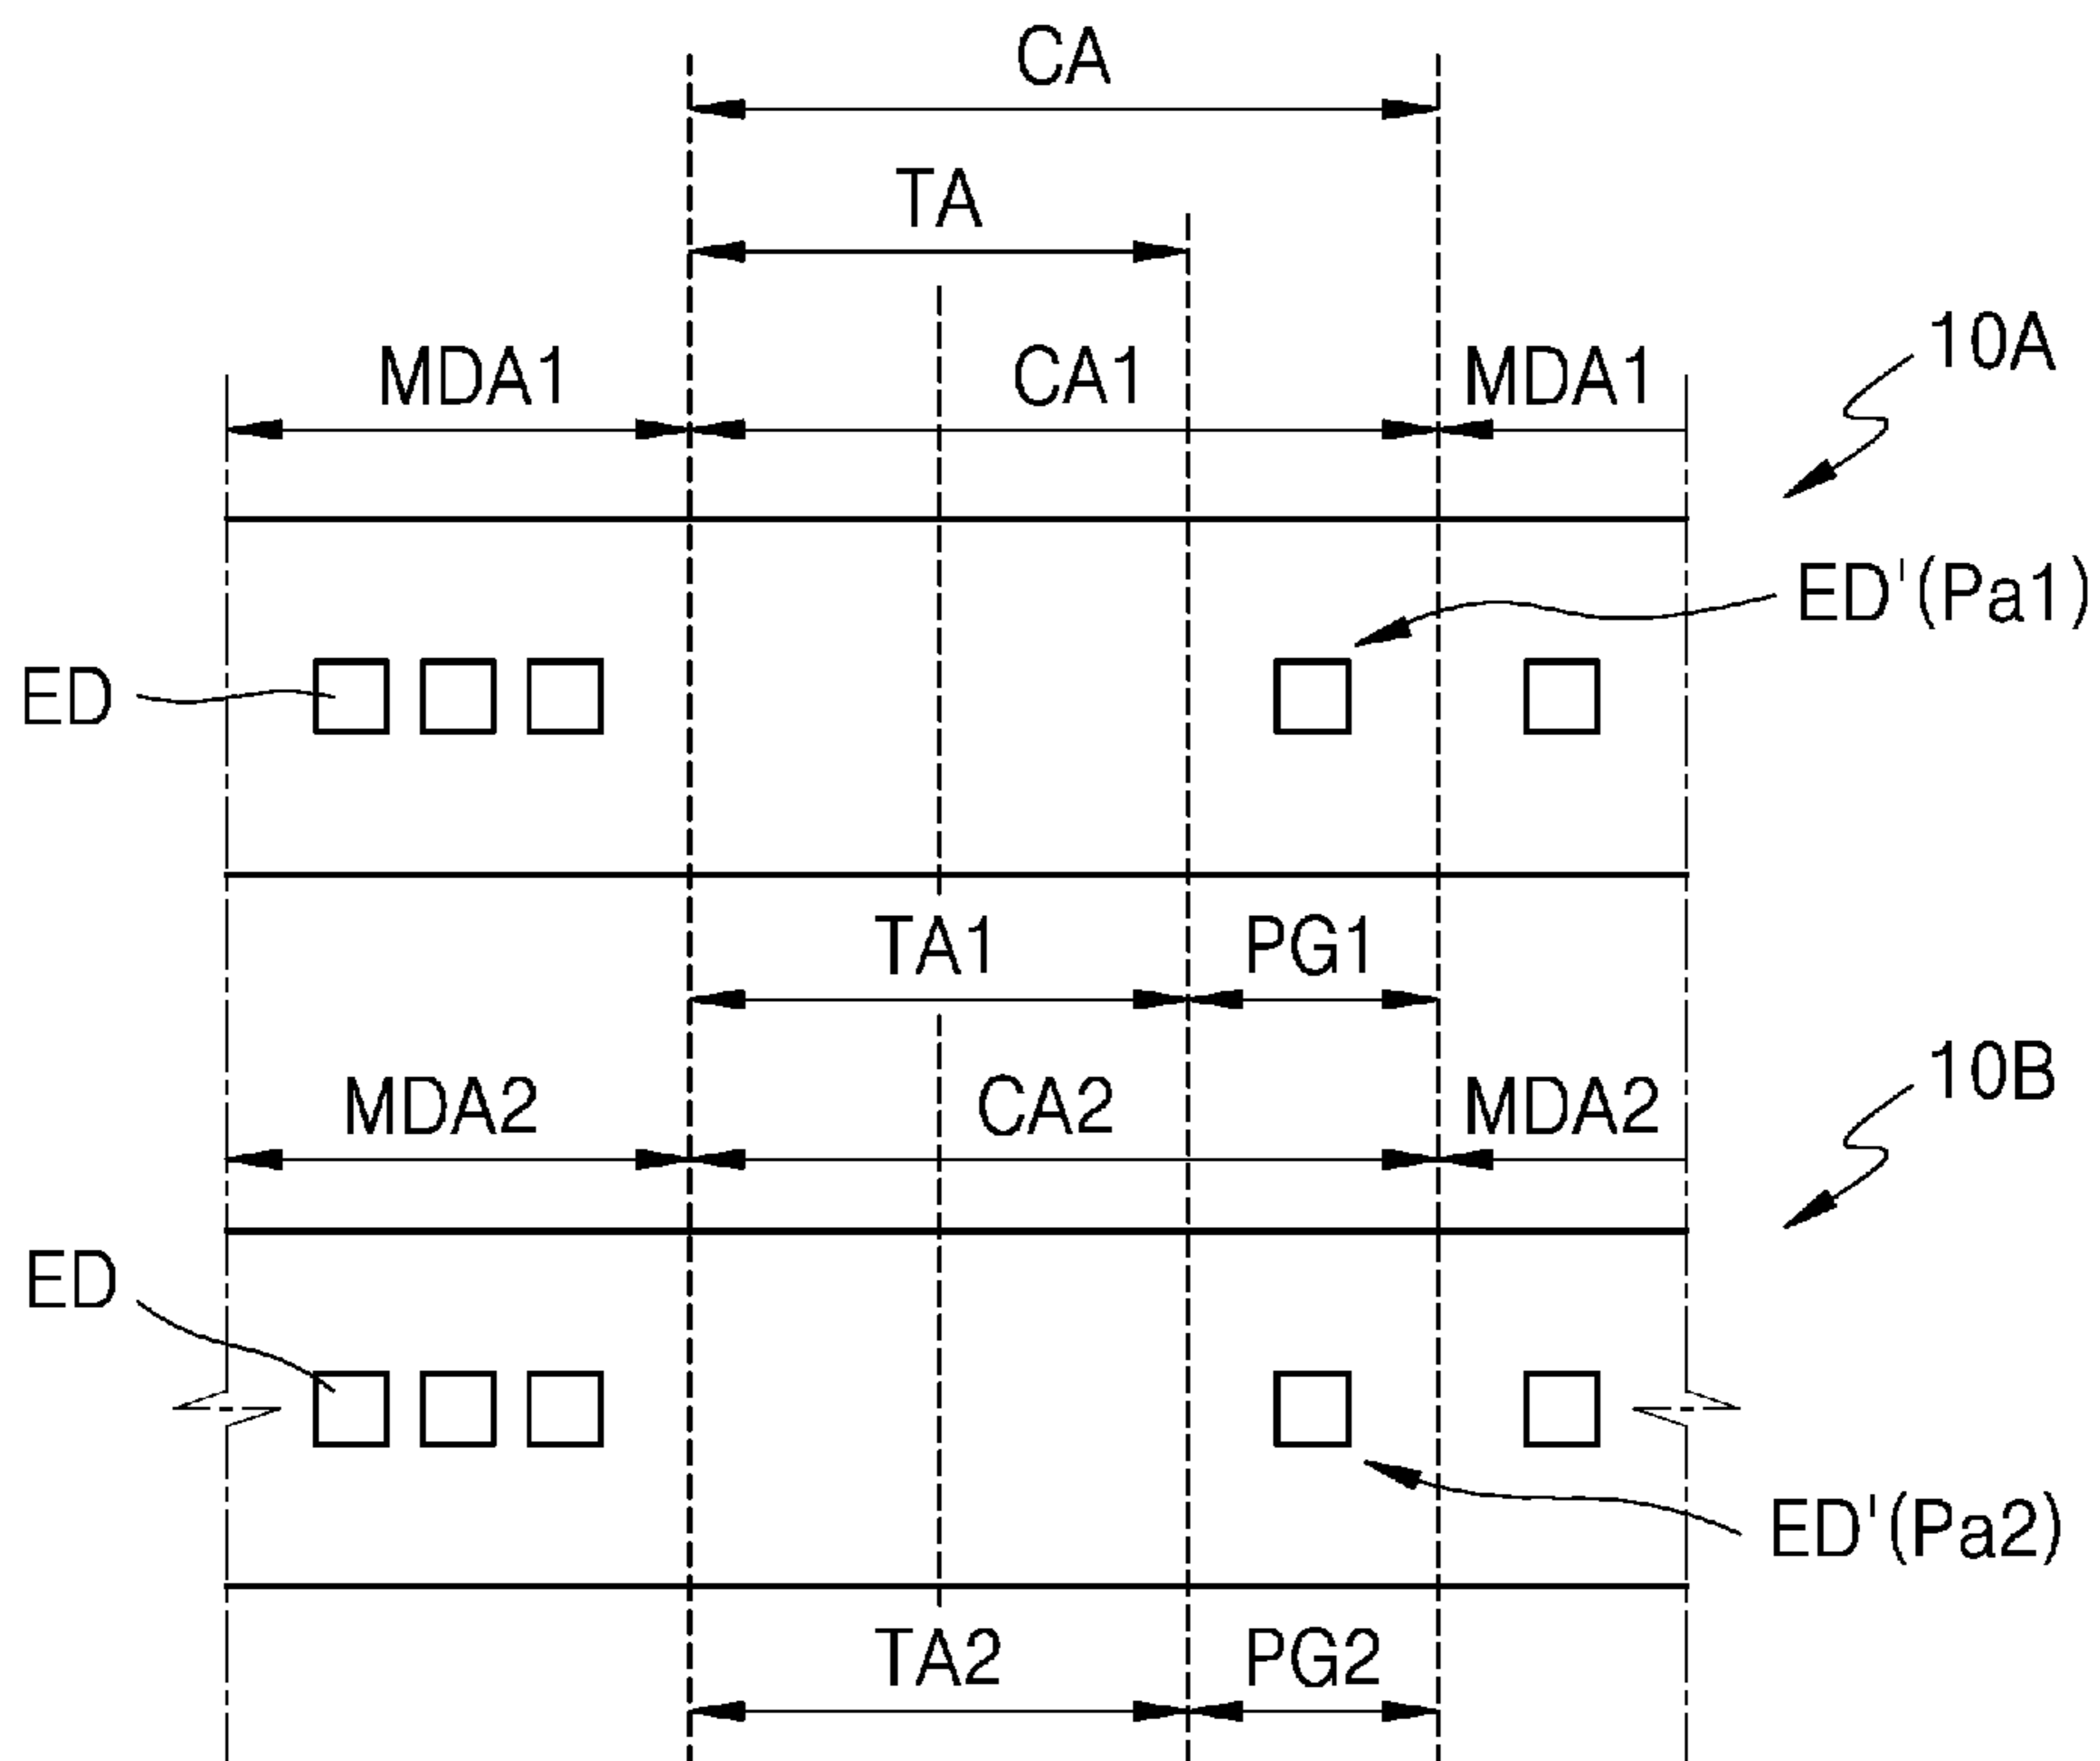 CA
TA
MDA1 CA1 MDA1 10A
ED'(Pa1)
ED
TA1 PG1
MDA2 CA2 MDA2 10B
ED
ED'(Pa2)
TA2 PG2